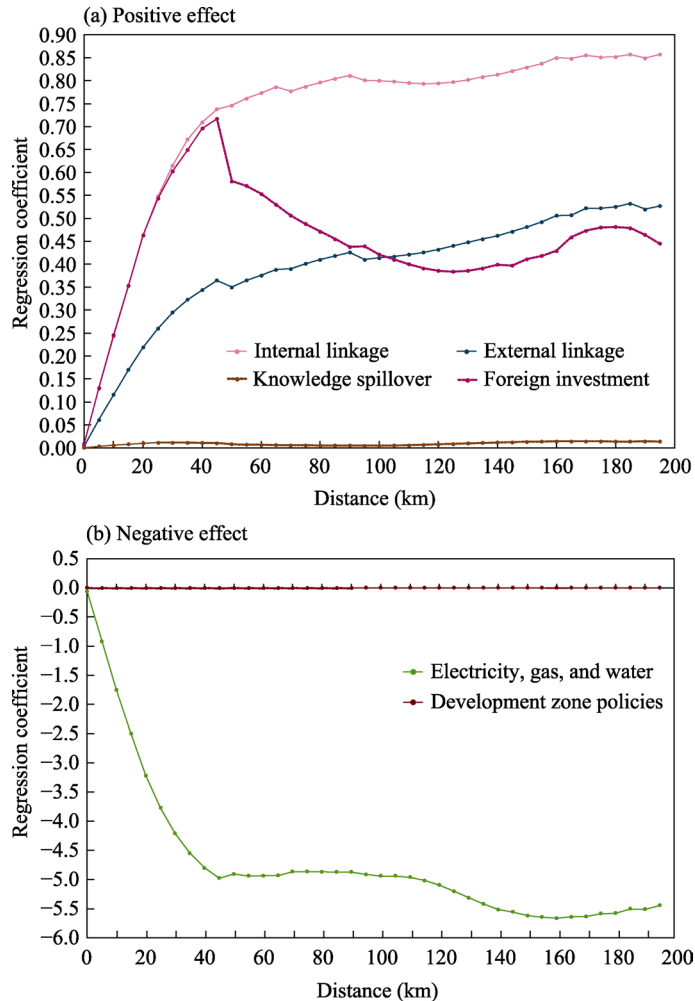 (a) Positive effect
0.90
0.85
0.80
0.75
0.70
0.65
0.60
0.55
0.50
0.45
0.40
0.35
0.30
0.25
0.20
0.15
0.10
0.05
0.00
Regression coefficient
Internal linkage
External linkage
Knowledge spillover
Foreign investment
0 20 40 60 80 100 120 140 160 180 200
Distance (km)
(b) Negative effect
0.5
0.0
−0.5
−1.0
−1.5
−2.0
−2.5
−3.0
−3.5
−4.0
−4.5
−5.0
−5.5
−6.0
Regression coefficient
Electricity, gas, and water
Development zone policies
0 20 40 60 80 100 120 140 160 180 200
Distance (km)